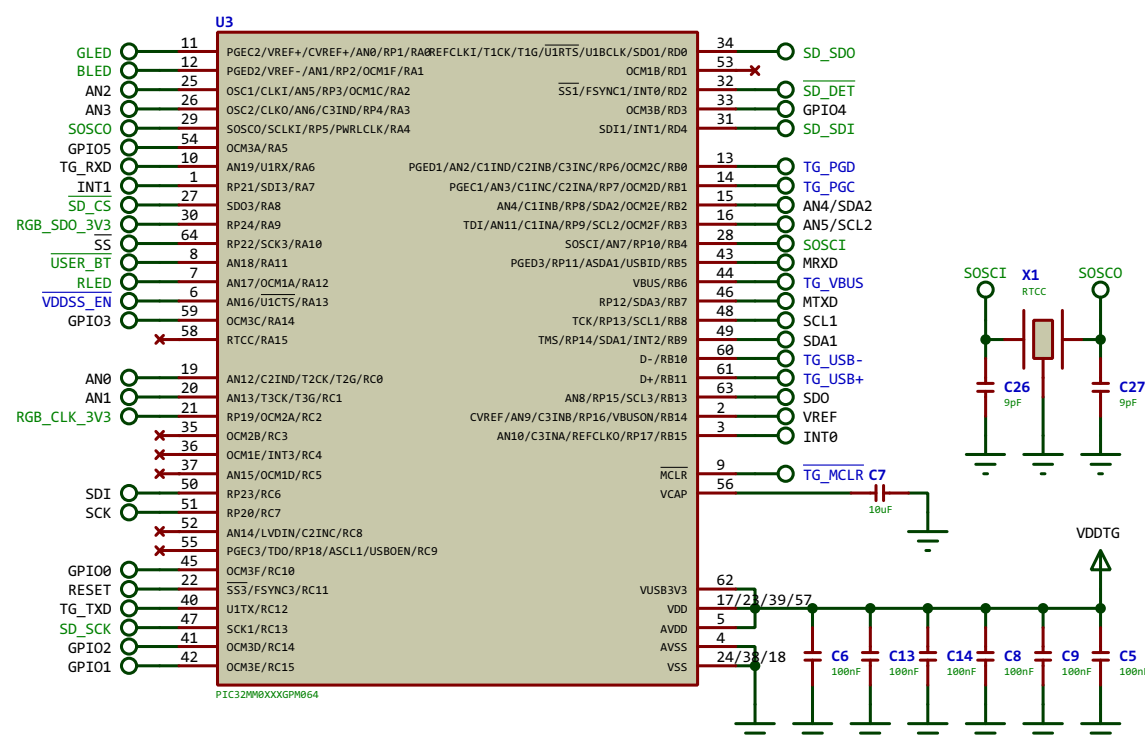 U3
GLED 11 PGEC2/VREF+/CVREF+/AN0/RP1/RA0 REFCLKI/T1CK/T1G/U1RTS/U1BCLK/SDO1/RD0 34 SD_SDO
BLED 12 PGED2/VREF-/AN1/RP2/OCM1F/RA1 OCM1B/RD1 53
AN2 25 OSC1/CLKI/AN5/RP3/OCM1C/RA2 SS1/FSYNC1/INT0/RD2 32 SD_DET
AN3 26 OSC2/CLKO/AN6/C3IND/RP4/RA3 OCM3B/RD3 33 GPIO4
SOSCO 29 SOSCO/SCLKI/RP5/PWRLCLK/RA4 SDI1/INT1/RD4 31 SD_SDI
GPIO5 54 OCM3A/RA5
TG_RXD 10 AN19/U1RX/RA6 PGED1/AN2/C1IND/C2INB/C3INC/RP6/OCM2C/RB0 13 TG_PGD
INT1 1 RP21/SDI3/RA7 PGEC1/AN3/C1INC/C2INA/RP7/OCM2D/RB1 14 TG_PGC
SD_CS 27 SDO3/RA8 AN4/C1INB/RP8/SDA2/OCM2E/RB2 15 AN4/SDA2
RGB_SDO_3V3 30 RP24/RA9 TDI/AN11/C1INA/RP9/SCL2/OCM2F/RB3 16 AN5/SCL2
SS 64 RP22/SCK3/RA10 SOSCI/AN7/RP10/RB4 28 SOSCI
USER_BT 8 AN18/RA11 PGED3/RP11/ASDA1/USBID/RB5 43 MRXD
RLED 7 AN17/OCM1A/RA12 VBUS/RB6 44 TG_VBUS
VDDSS_EN 6 AN16/U1CTS/RA13 RP12/SDA3/RB7 46 MTXD
GPIO3 59 OCM3C/RA14 TCK/RP13/SCL1/RB8 48 SCL1
58 RTCC/RA15 TMS/RP14/SDA1/INT2/RB9 49 SDA1
D-/RB10 60 TG_USB-
AN0 19 AN12/C2IND/T2CK/T2G/RC0 D+/RB11 61 TG_USB+
AN1 20 AN13/T3CK/T3G/RC1 AN8/RP15/SCL3/RB13 63 SDO
RGB_CLK_3V3 21 RP19/OCM2A/RC2 CVREF/AN9/C3INB/RP16/VBUSON/RB14 2 VREF
35 OCM2B/RC3 AN10/C3INA/REFCLKO/RP17/RB15 3 INT0
36 OCM1E/INT3/RC4
37 AN15/OCM1D/RC5 MCLR 9 TG_MCLR
SDI 50 RP23/RC6 VCAP 56
SCK 51 RP20/RC7
52 AN14/LVDIN/C2INC/RC8
55 PGEC3/TDO/RP18/ASCL1/USBOEN/RC9
GPIO0 45 OCM3F/RC10
RESET 22 SS3/FSYNC3/RC11 VUSB3V3 62
TG_TXD 40 U1TX/RC12 VDD 17/23/39/57
SD_SCK 47 SCK1/RC13 AVDD 5
GPIO2 41 OCM3D/RC14 AVSS 4
GPIO1 42 OCM3E/RC15 VSS 24/38/18
PIC32MM0XXXGPM064
SOSCI X1 SOSCO
RTCC
C26 C27
9pF 9pF
C7
10uF
VDDTG
C6 C13 C14 C8 C9 C5
100nF 100nF 100nF 100nF 100nF 100n